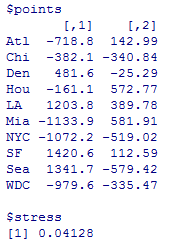 $points
[,1] [,2]
Atl -718.8 142.99
Chi -382.1 -340.84
Den 481.6 -25.29
Hou -161.1 572.77
LA 1203.8 389.78
Mia -1133.9 581.91
NYC -1072.2 -519.02
SF 1420.6 112.59
Sea 1341.7 -579.42
WDC -979.6 -335.47
$stress
[1] 0.04128